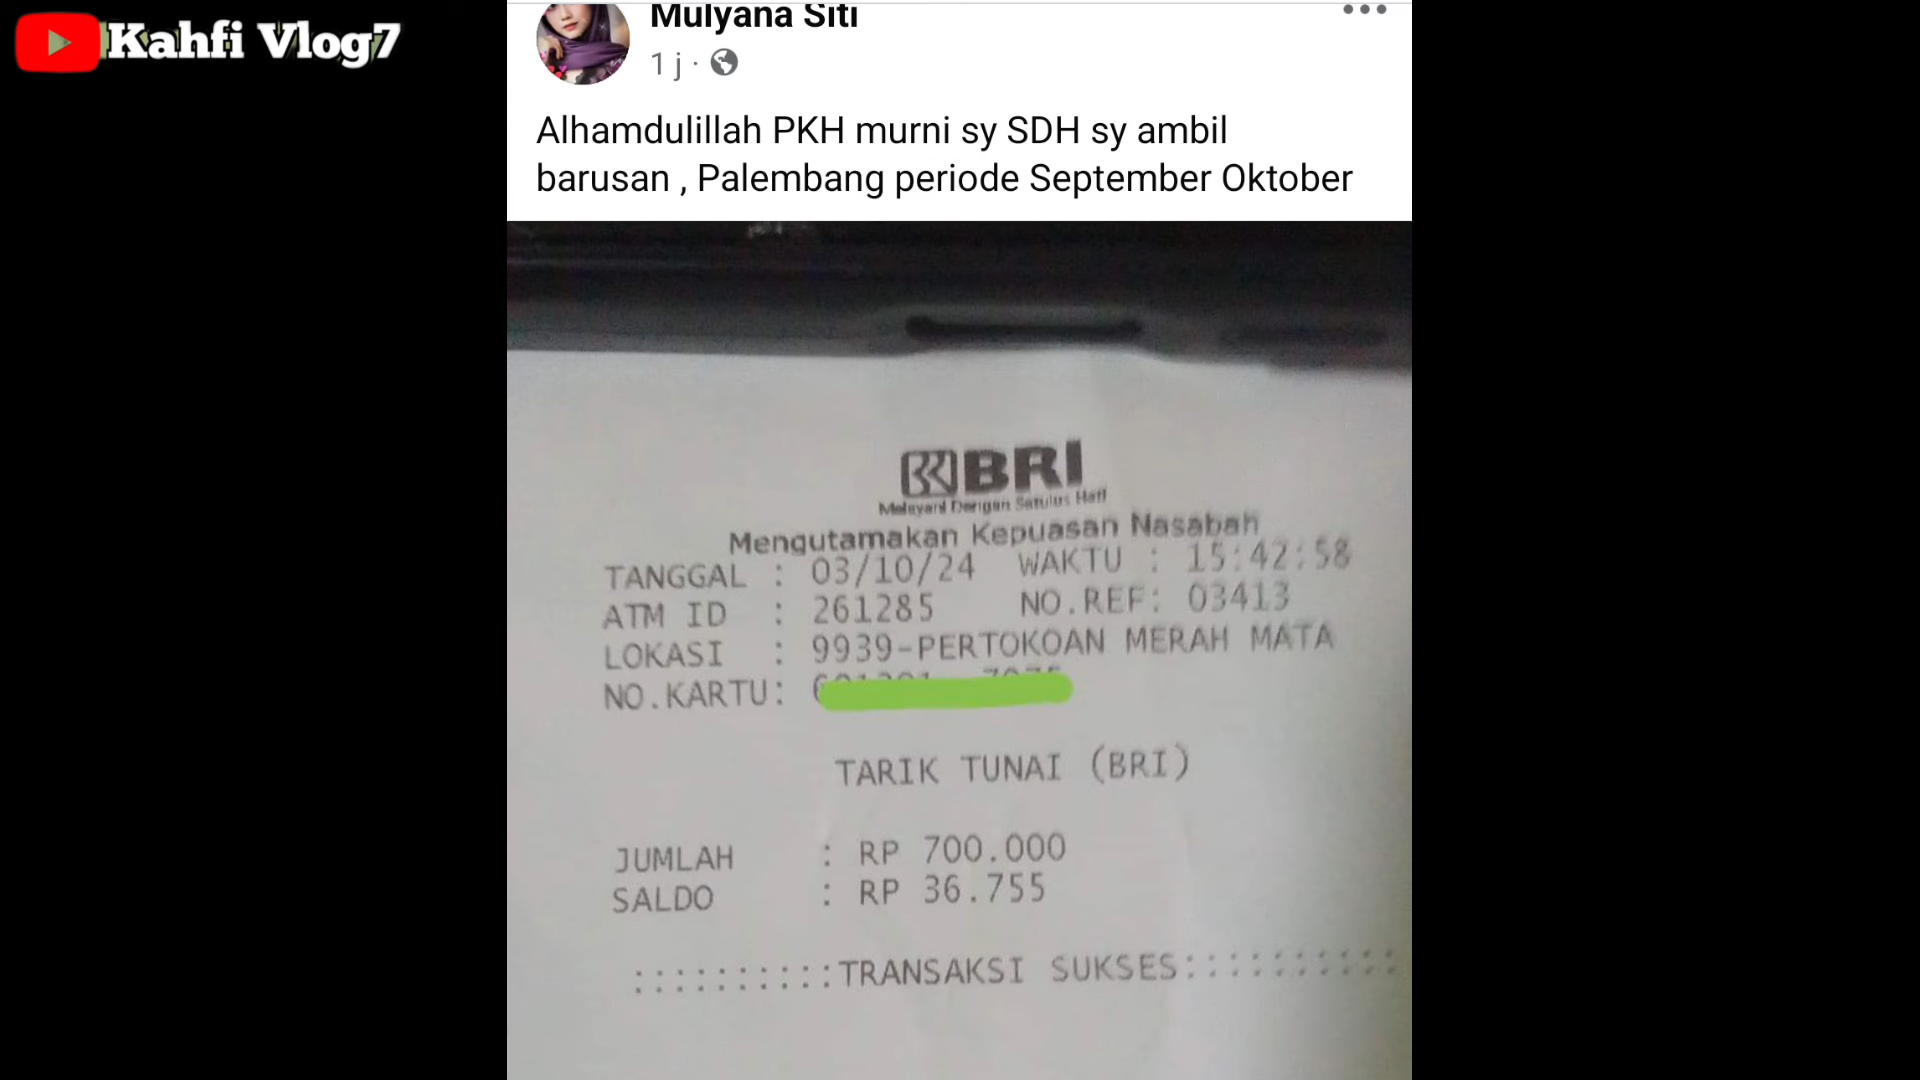 Kahfi Vlog7
Mulyana Siti
1 j ·
Alhamdulillah PKH murni sy SDH sy ambil
barusan , Palembang periode September Oktober
BRI
Melayani Dengan Setulus Hati
Mengutamakan Kepuasan Nasabah
TANGGAL : 03/10/24 WAKTU : 15:42:58
ATM ID : 261285 NO.REF: 03413
LOKASI : 9939-PERTOKOAN MERAH MATA
NO.KARTU:
TARIK TUNAI (BRI)
JUMLAH : RP 700.000
SALDO : RP 36.755
::::::::::TRANSAKSI SUKSES::::::::::